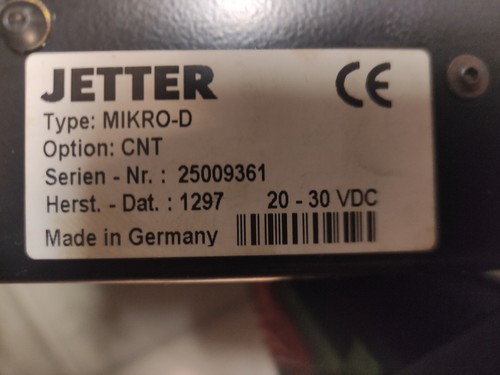 JETTER CE
Type: MIKRO-D
Option: CNT
Serien - Nr. : 25009361
Herst. - Dat. : 1297 20 - 30 VDC
Made in Germany